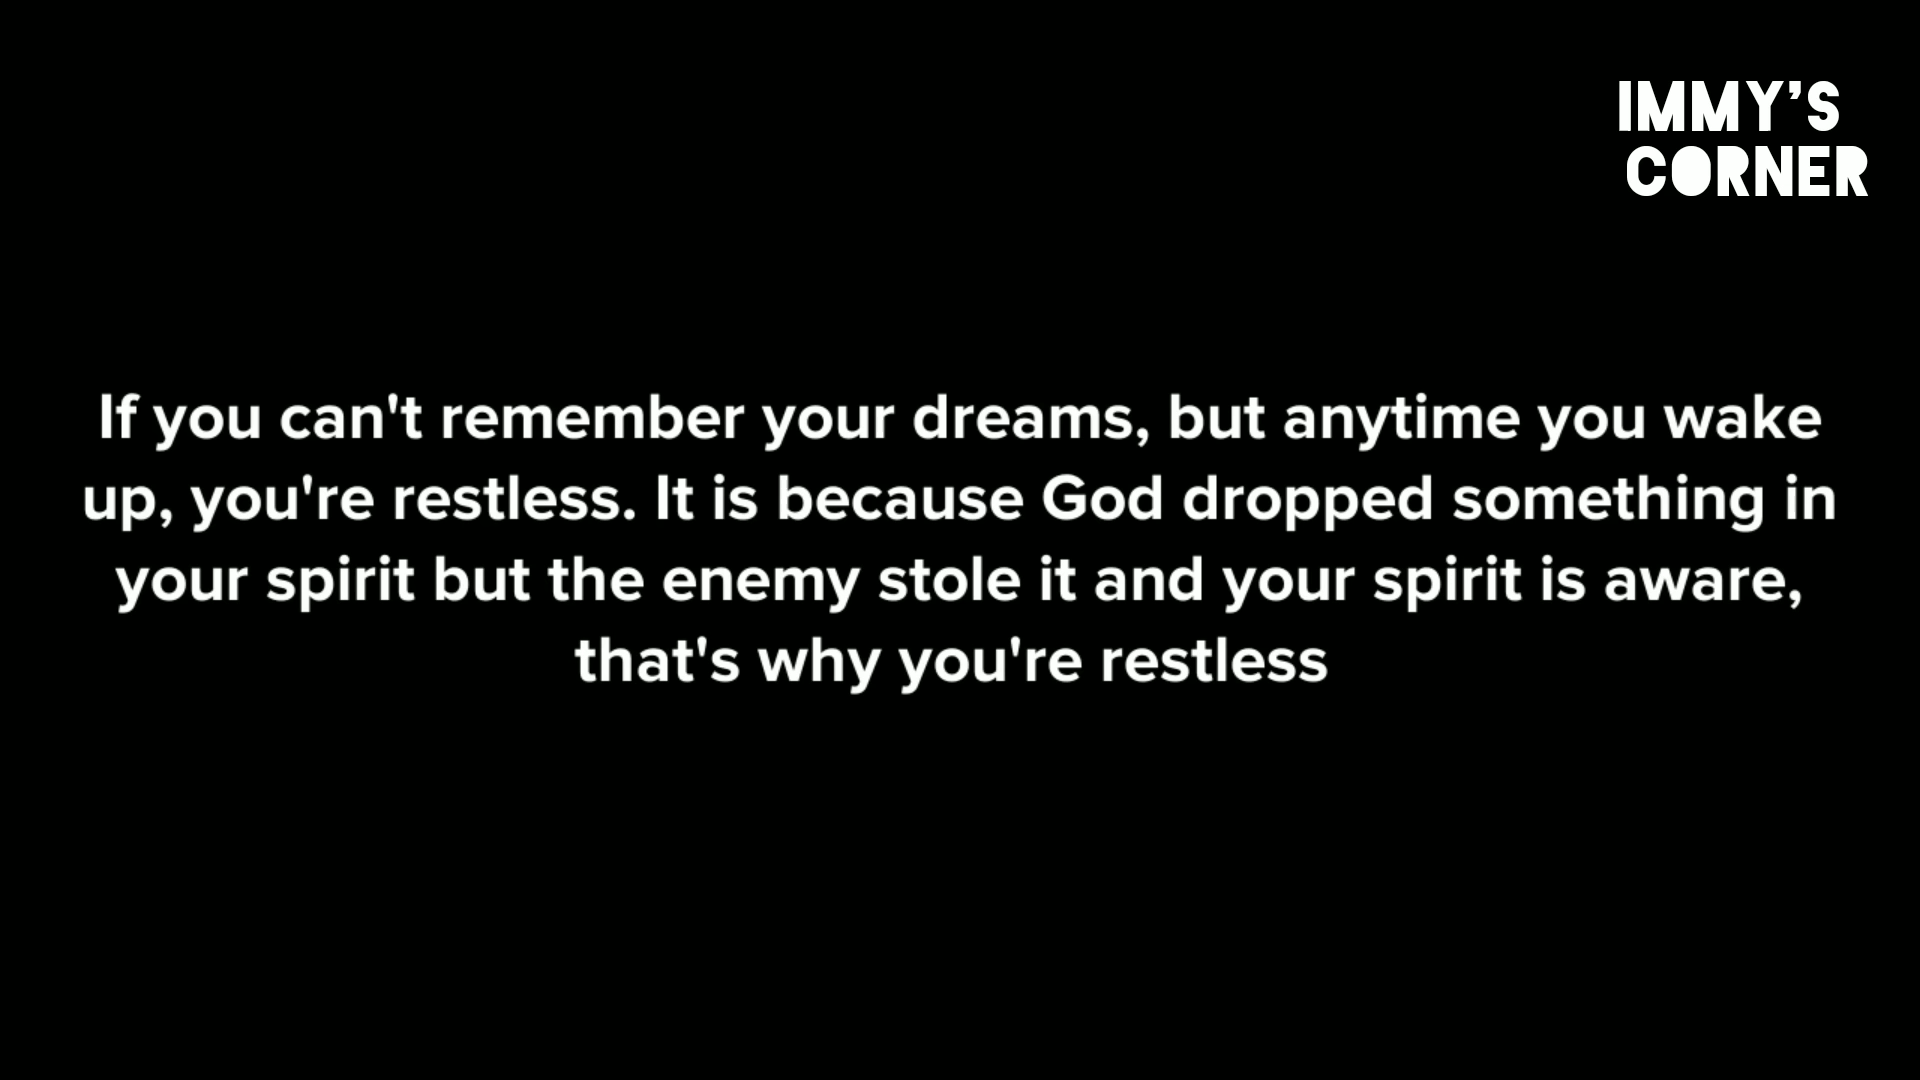 IMMY'S
CORNER
If you can't remember your dreams, but anytime you wake
up, you're restless. It is because God dropped something in
your spirit but the enemy stole it and your spirit is aware,
that's why you're restless